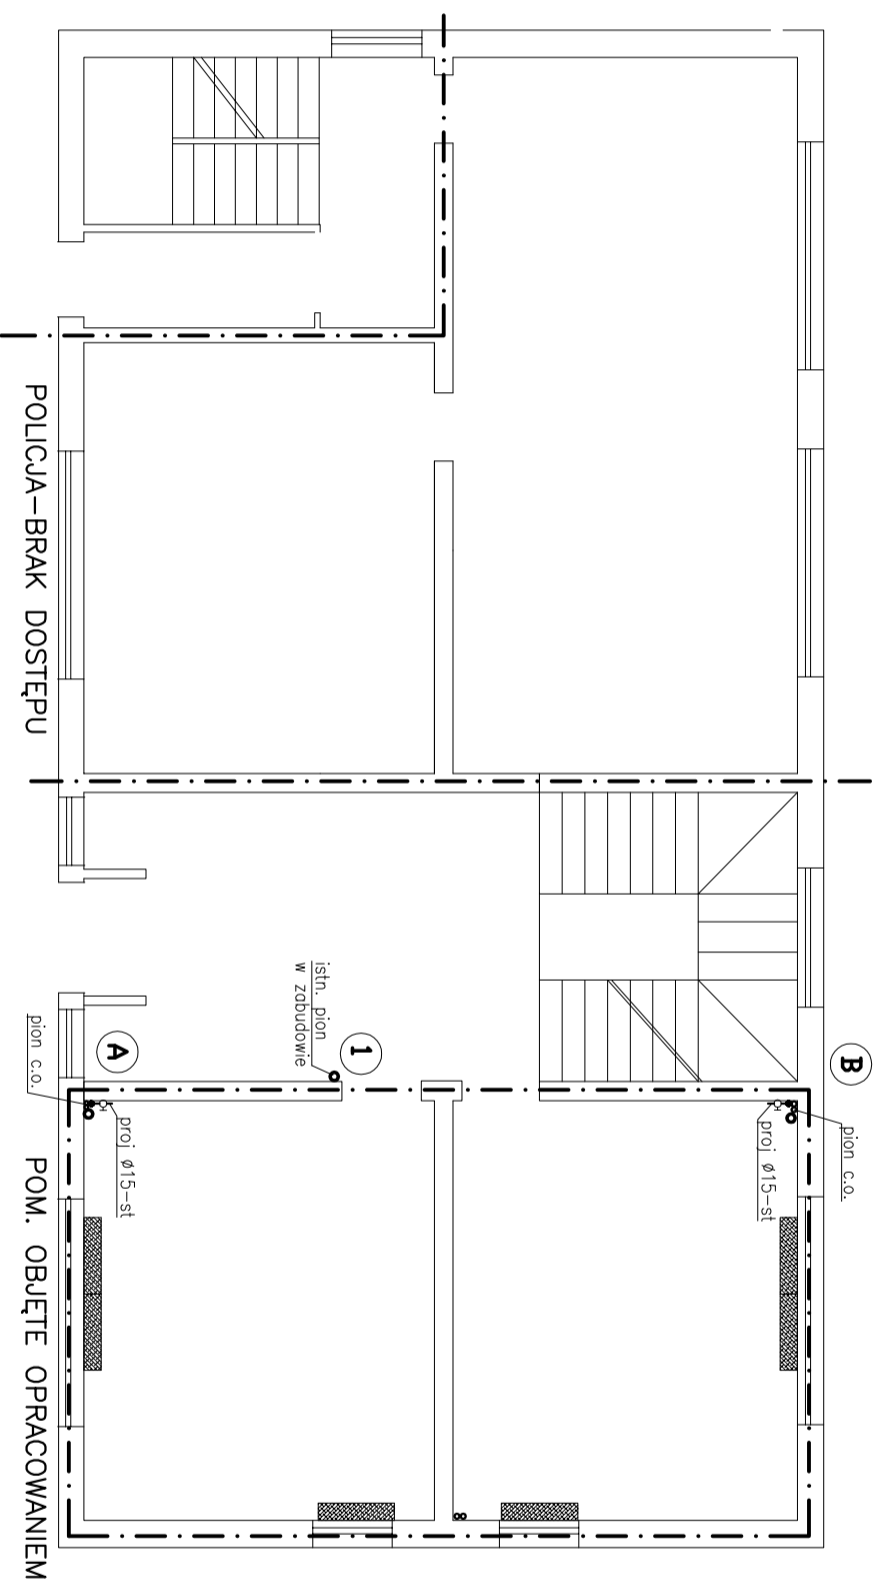 POLICJA-BRAK DOSTĘPU
POM. OBJĘTE OPRACOWANIEM
B
pion c.o.
proj ø15-st
1
istn. pion
w zabudowie
A
proj ø15-st
pion c.o.